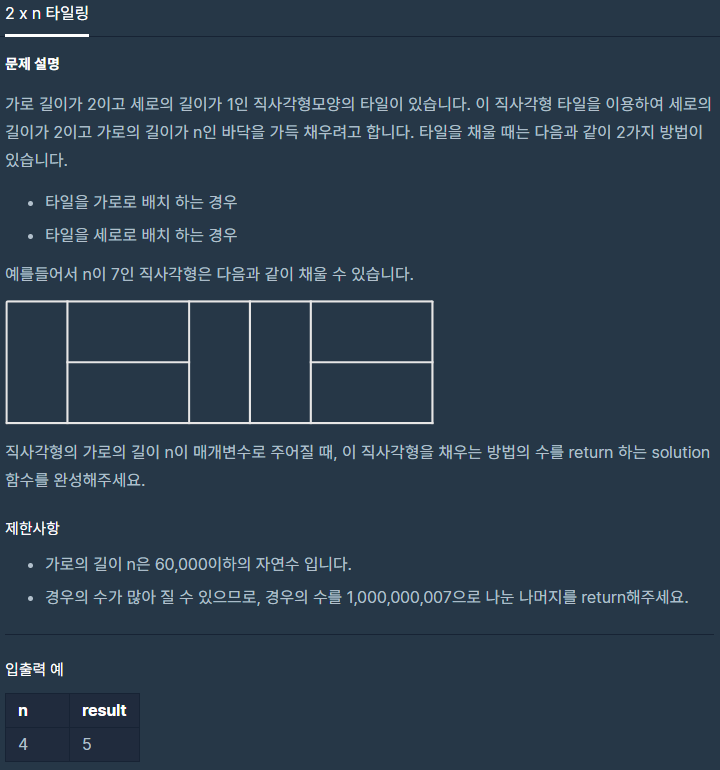 2 x n 타일링
문제 설명
가로 길이가 2이고 세로의 길이가 1인 직사각형모양의 타일이 있습니다. 이 직사각형 타일을 이용하여 세로의
길이가 2이고 가로의 길이가 n인 바닥을 가득 채우려고 합니다. 타일을 채울 때는 다음과 같이 2가지 방법이
있습니다.
• 타일을 가로로 배치 하는 경우
• 타일을 세로로 배치 하는 경우
예를들어서 n이 7인 직사각형은 다음과 같이 채울 수 있습니다.
직사각형의 가로의 길이 n이 매개변수로 주어질 때, 이 직사각형을 채우는 방법의 수를 return 하는 solution
함수를 완성해주세요.
제한사항
• 가로의 길이 n은 60,000이하의 자연수 입니다.
• 경우의 수가 많아 질 수 있으므로, 경우의 수를 1,000,000,007으로 나눈 나머지를 return해주세요.
입출력 예
n result
4 5